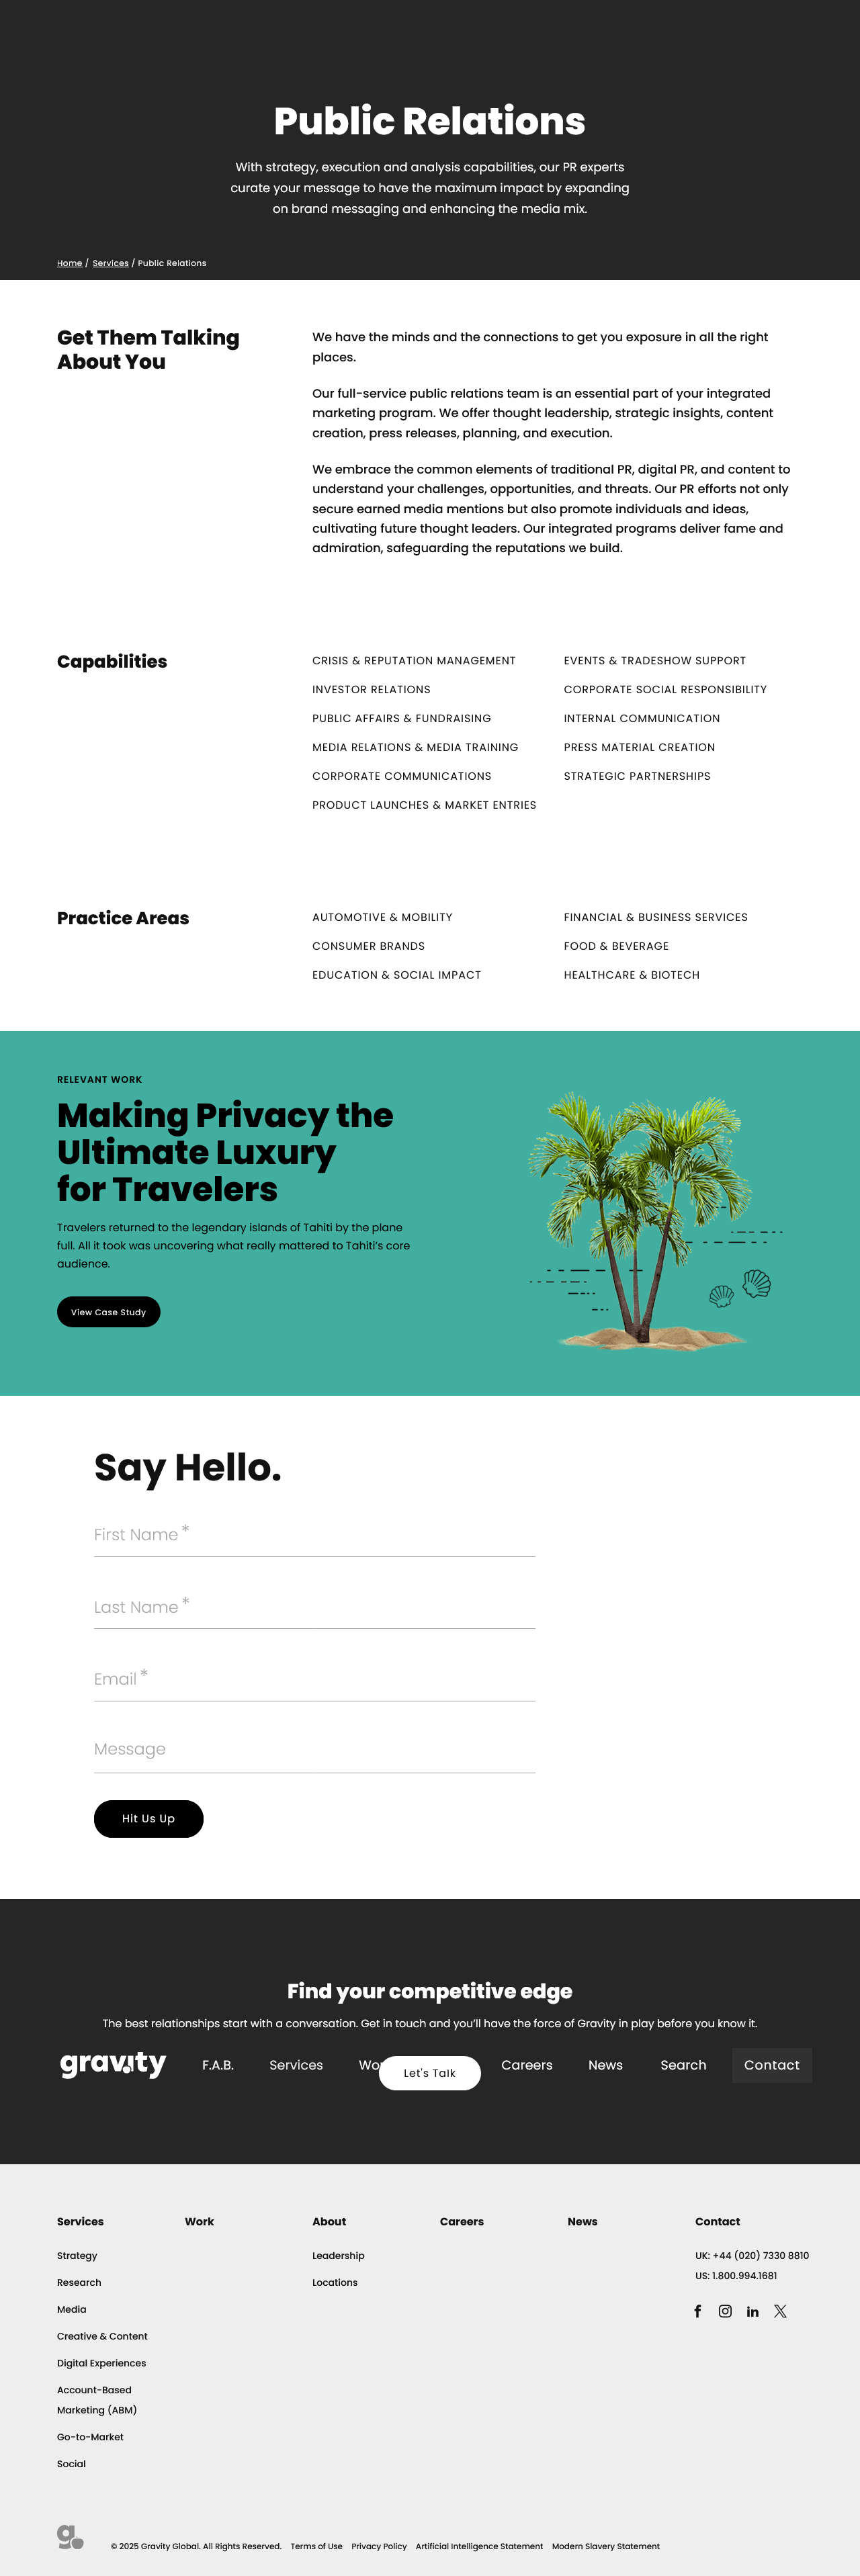 Public Relations
With strategy, execution and analysis capabilities, our PR experts
curate your message to have the maximum impact by expanding
on brand messaging and enhancing the media mix.
Home / Services / Public Relations
Get Them Talking
About You
We have the minds and the connections to get you exposure in all the right
places.
Our full-service public relations team is an essential part of your integrated
marketing program. We offer thought leadership, strategic insights, content
creation, press releases, planning, and execution.
We embrace the common elements of traditional PR, digital PR, and content to
understand your challenges, opportunities, and threats. Our PR efforts not only
secure earned media mentions but also promote individuals and ideas,
cultivating future thought leaders. Our integrated programs deliver fame and
admiration, safeguarding the reputations we build.
Capabilities
CRISIS & REPUTATION MANAGEMENT
INVESTOR RELATIONS
PUBLIC AFFAIRS & FUNDRAISING
MEDIA RELATIONS & MEDIA TRAINING
CORPORATE COMMUNICATIONS
PRODUCT LAUNCHES & MARKET ENTRIES
EVENTS & TRADESHOW SUPPORT
CORPORATE SOCIAL RESPONSIBILITY
INTERNAL COMMUNICATION
PRESS MATERIAL CREATION
STRATEGIC PARTNERSHIPS
Practice Areas
AUTOMOTIVE & MOBILITY
CONSUMER BRANDS
EDUCATION & SOCIAL IMPACT
FINANCIAL & BUSINESS SERVICES
FOOD & BEVERAGE
HEALTHCARE & BIOTECH
RELEVANT WORK
Making Privacy the
Ultimate Luxury
for Travelers
Travelers returned to the legendary islands of Tahiti by the plane
full. All it took was uncovering what really mattered to Tahiti’s core
audience.
View Case Study
Say Hello.
First Name *
Last Name *
Email *
Message
Hit Us Up
Find your competitive edge
The best relationships start with a conversation. Get in touch and you’ll have the force of Gravity in play before you know it.
gravity F.A.B. Services Let's Talk Careers News Search Contact
Services
Strategy
Research
Media
Creative & Content
Digital Experiences
Account-Based
Marketing (ABM)
Go-to-Market
Social
Work
About
Leadership
Locations
Careers
News
Contact
UK: +44 (020) 7330 8810
US: 1.800.994.1681
© 2025 Gravity Global. All Rights Reserved. Terms of Use Privacy Policy Artificial Intelligence Statement Modern Slavery Statement